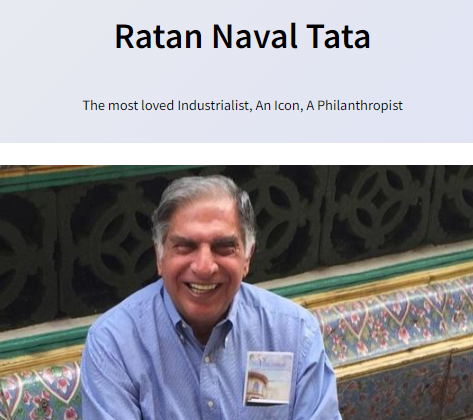 Ratan Naval Tata
The most loved Industrialist, An Icon, A Philanthropist